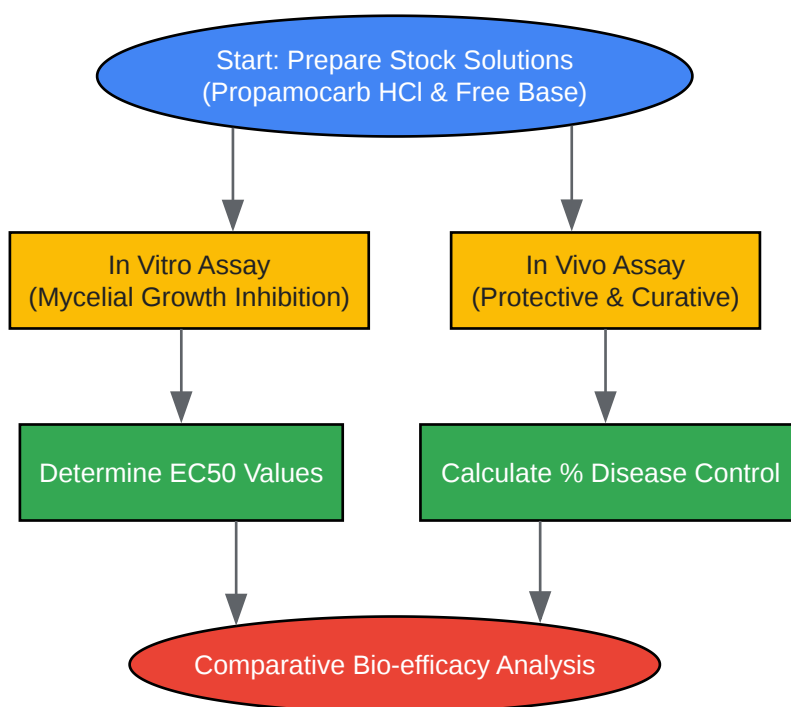 Start: Prepare Stock Solutions
(Propamocarb HCl & Free Base)
In Vitro Assay
(Mycelial Growth Inhibition)
In Vivo Assay
(Protective & Curative)
Determine EC50 Values
Calculate % Disease Control
Comparative Bio-efficacy Analysis